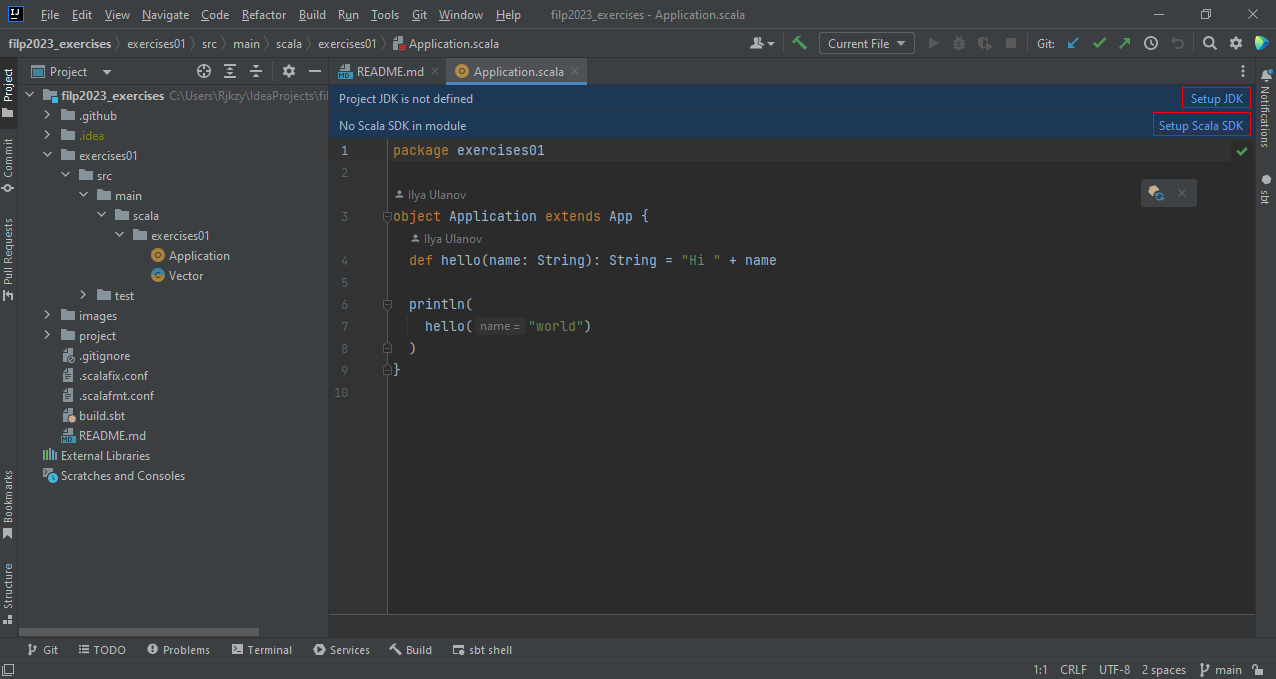 IJ File Edit View Navigate Code Refactor Build Run Tools Git Window Help filp2023_exercises - Application.scala
filp2023_exercises exercises01 src main scala exercises01 Application.scala Current File Git:
Project
Project
README.md Application.scala
filp2023_exercises C:\Users\Rjkzy\IdeaProjects\fil
Project JDK is not defined Setup JDK
.github
No Scala SDK in module Setup Scala SDK
.idea
exercises01
src
main
scala
exercises01
Application
Vector
test
images
project
.gitignore
.scalafix.conf
.scalafmt.conf
build.sbt
MD README.md
External Libraries
Scratches and Consoles
1 package exercises01
2
Ilya Ulanov
3 object Application extends App {
Ilya Ulanov
4 def hello(name: String): String = "Hi " + name
5
6 println(
7 hello( name = "world")
8 )
9 }
10
Commit
Pull Requests
Bookmarks
Structure
Notifications
sbt
Git TODO Problems Terminal Services Build sbt shell
1:1 CRLF UTF-8 2 spaces main